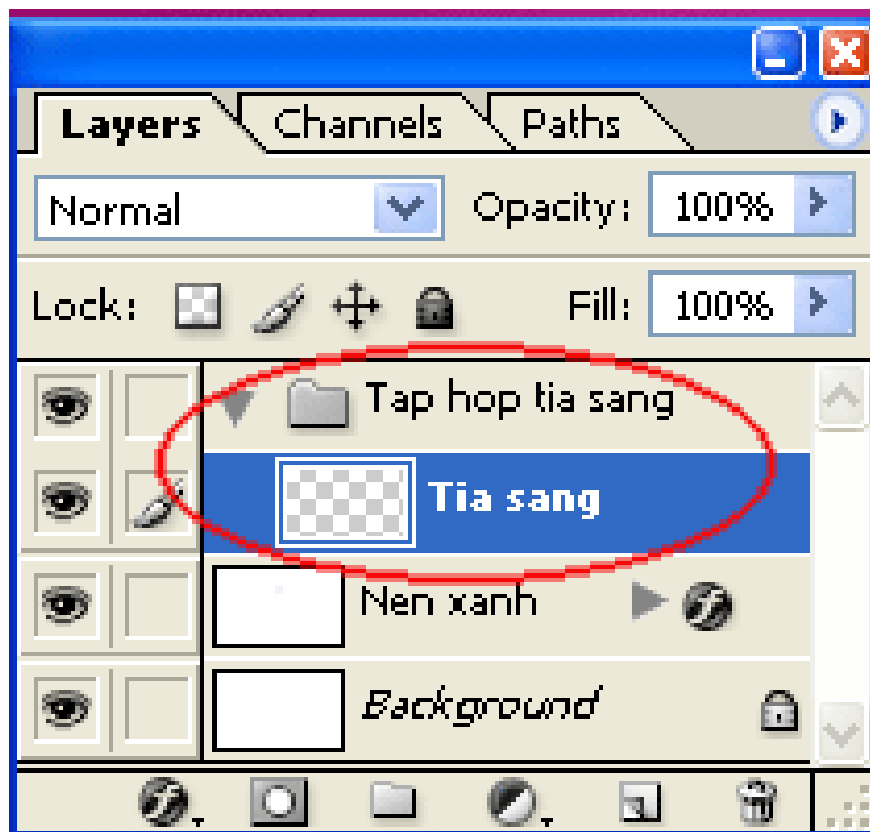 Layers Channels Paths
Normal Opacity: 100%
Lock: Fill: 100%
Tap hop tia sang
Tia sang
Nen xanh
Background